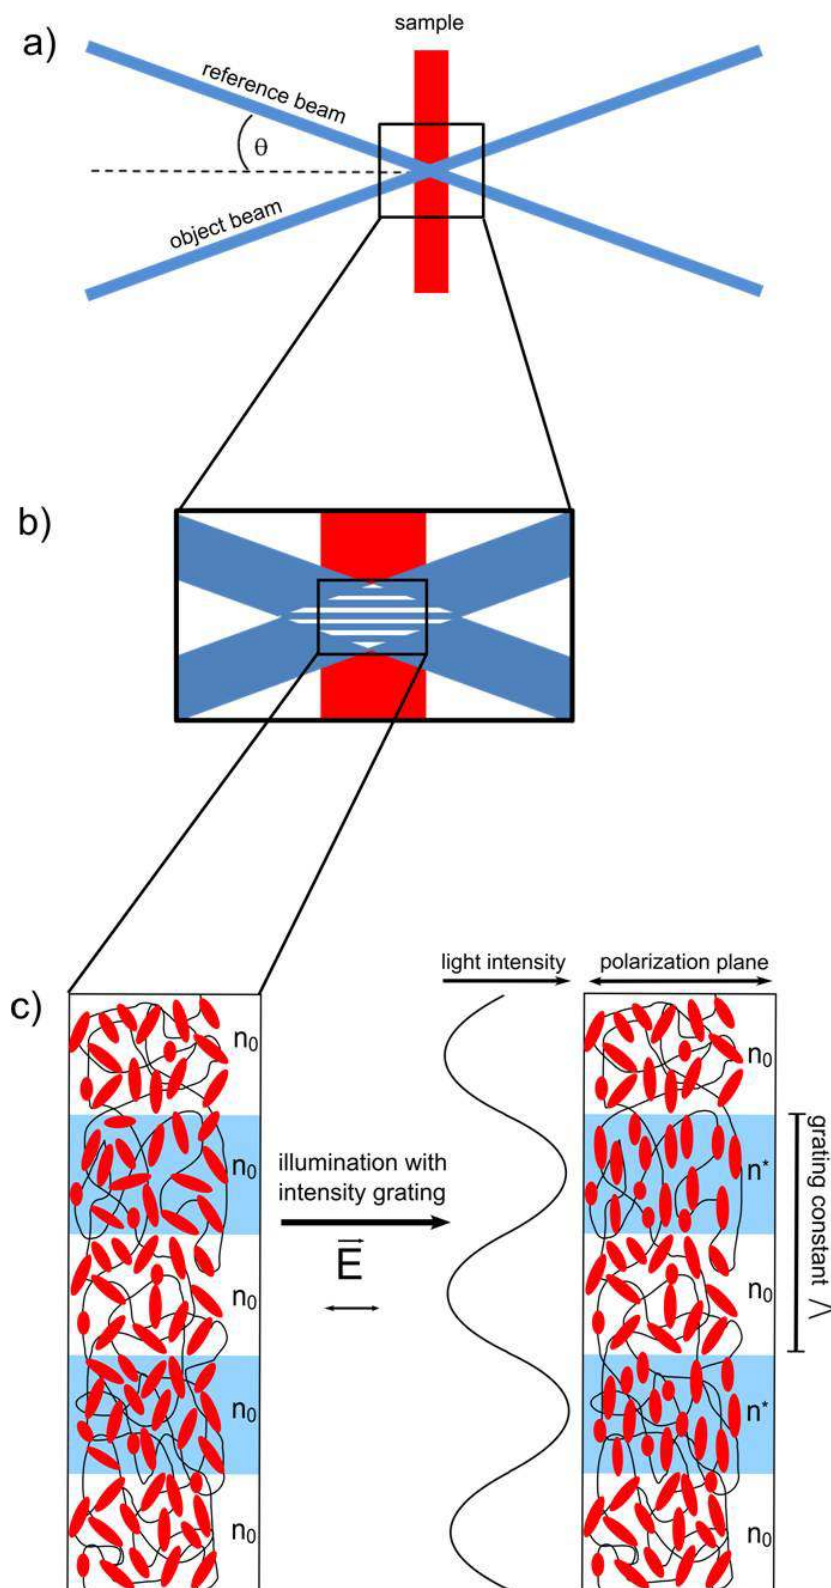 a)
sample
reference beam
θ
object beam
b)
c)
light intensity
polarization plane
n₀
n₀
n₀
n₀
n₀
illumination with
intensity grating
E
n₀
n*
n₀
n*
n₀
grating constant Λ